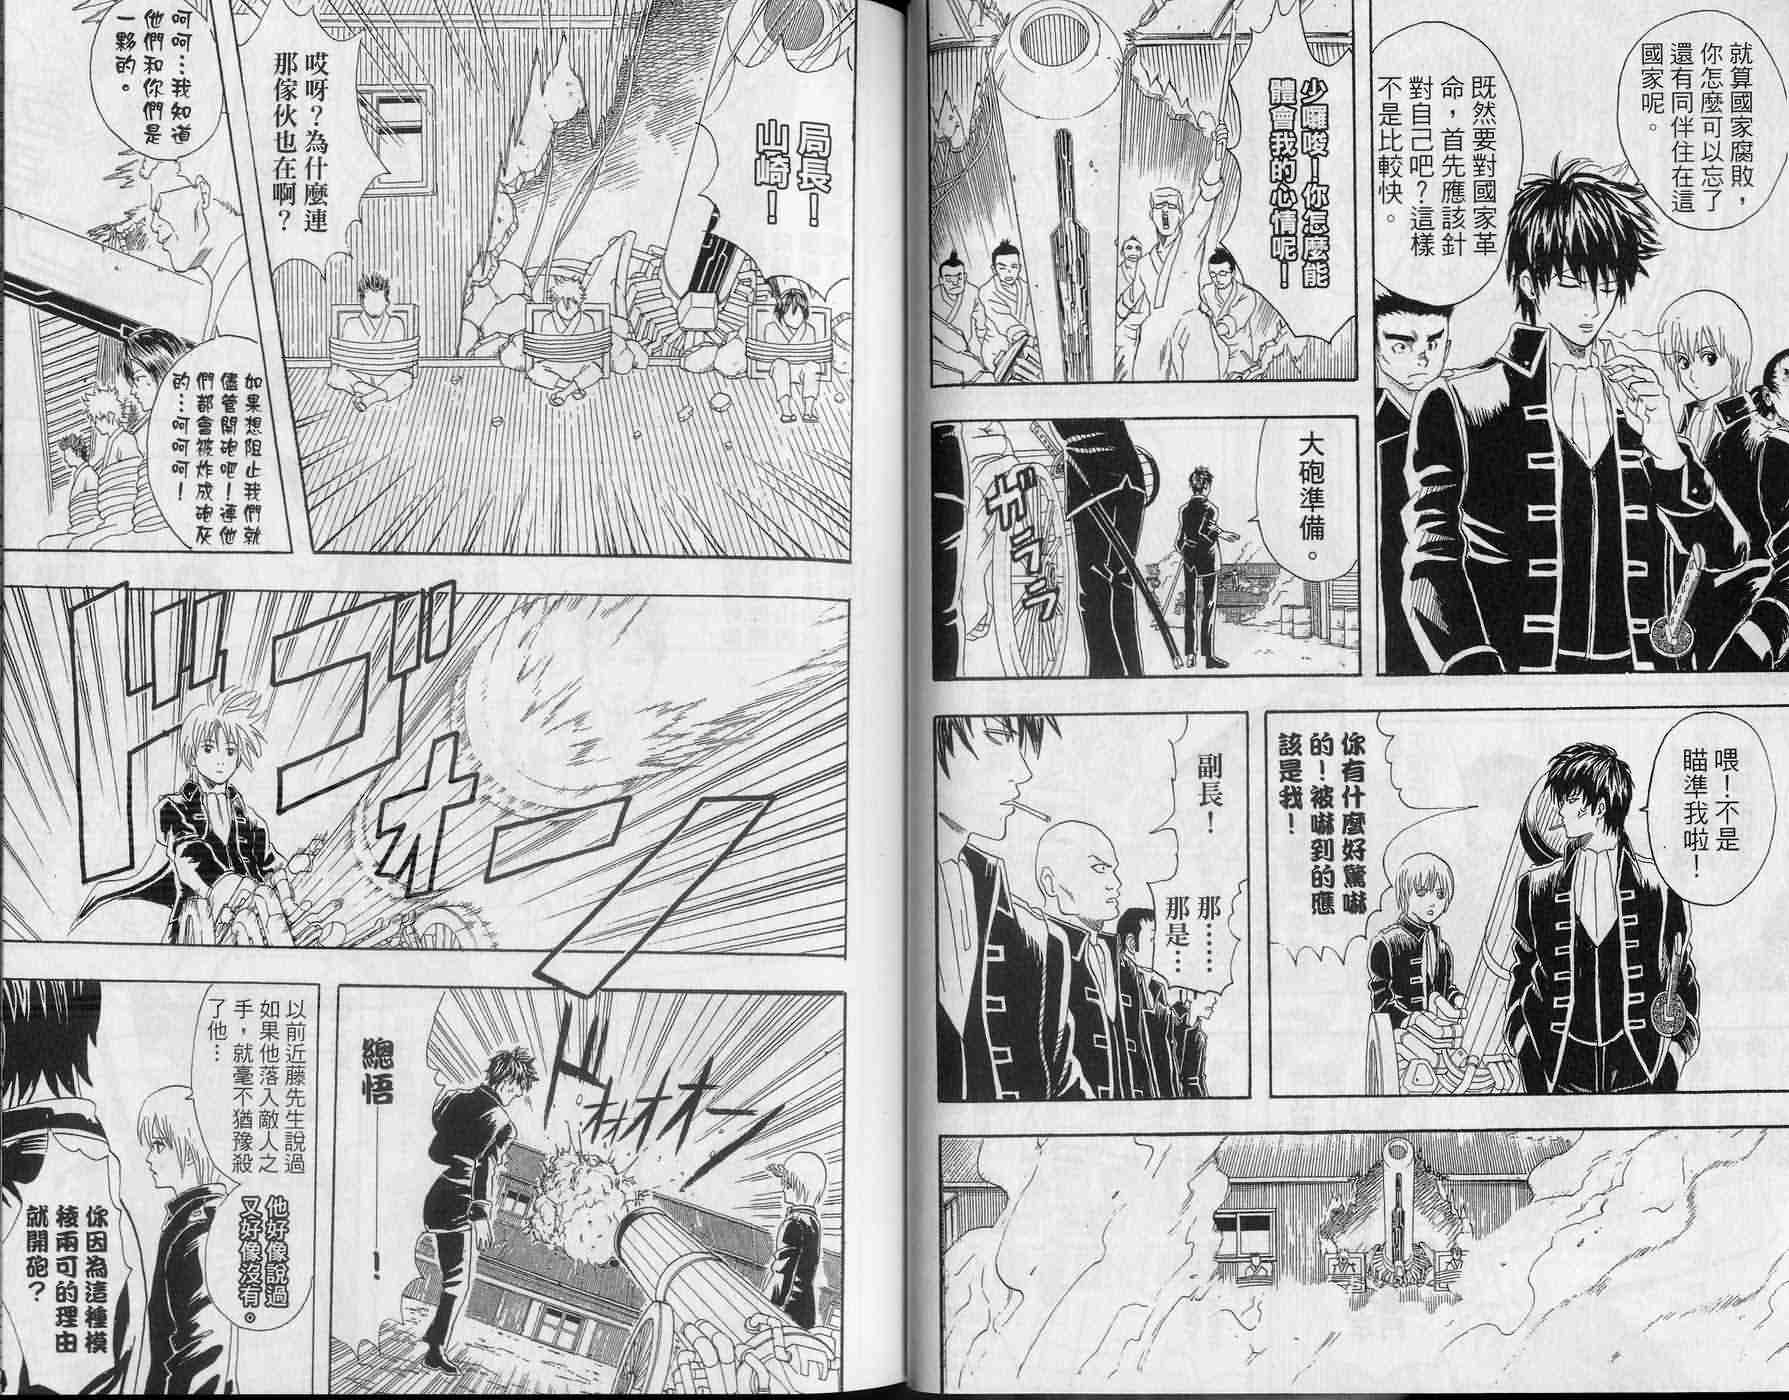 就算國家腐敗，
你怎麼可以忘了
還有同伴住在這
國家呢。
既然要對國家革
命，首先應該針
對自己吧？這樣
不是比較快。
少囉唆！你怎麼能
體會我的心情呢！
大砲準備。
ガラララ
喂！不是
瞄準我啦！
你有什麼好驚嚇
的！被嚇到的應
該是我！
副長！
那……
那是…
局長！
山崎！
哎呀？為什麼連
那傢伙也在啊？
呵呵…我知道
他們和你們是
一夥的。
如果想阻止我們就
儘管開砲吧！連他
們都會被炸成砲灰
的…呵呵呵！
ドゴォーン
ドオオオオー
總悟——！
以前近藤先生說過
如果他落入敵人之
手，就毫不猶豫殺
了他…
他好像說過
又好像沒有。
你因為這種模
稜兩可的理由
就開砲？